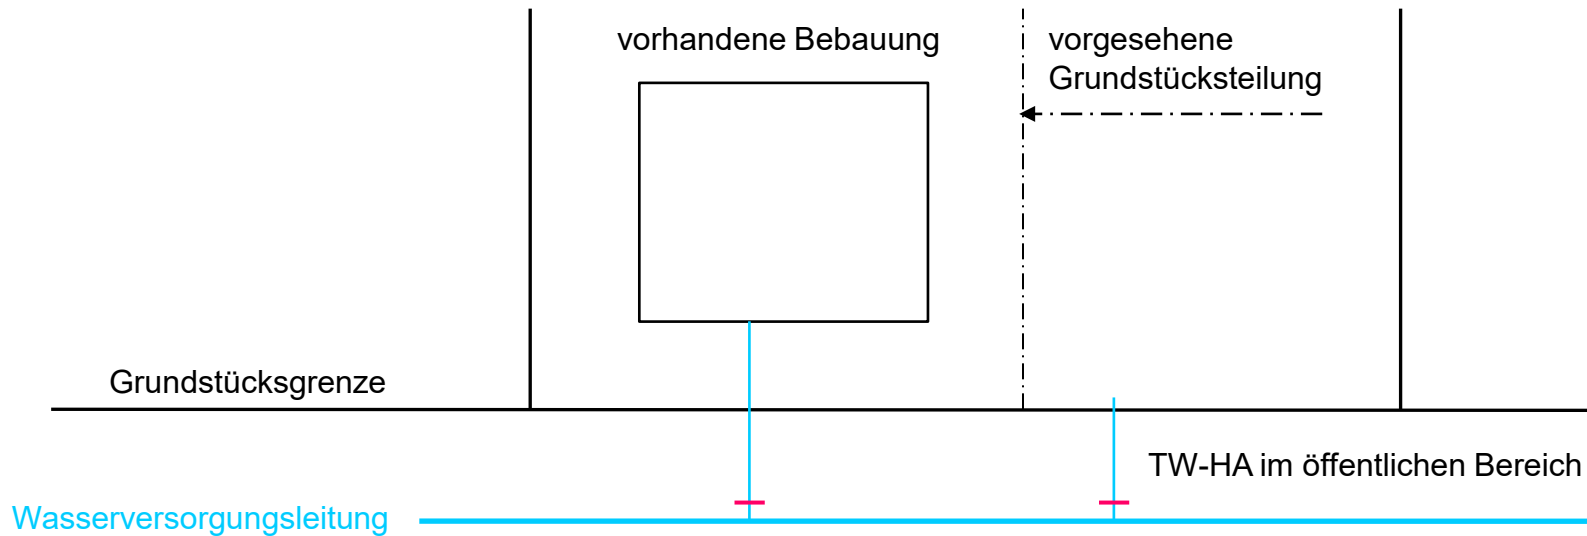 vorhandene Bebauung
vorgesehene
Grundstücksteilung
Grundstücksgrenze
TW-HA im öffentlichen Bereich
Wasserversorgungsleitung